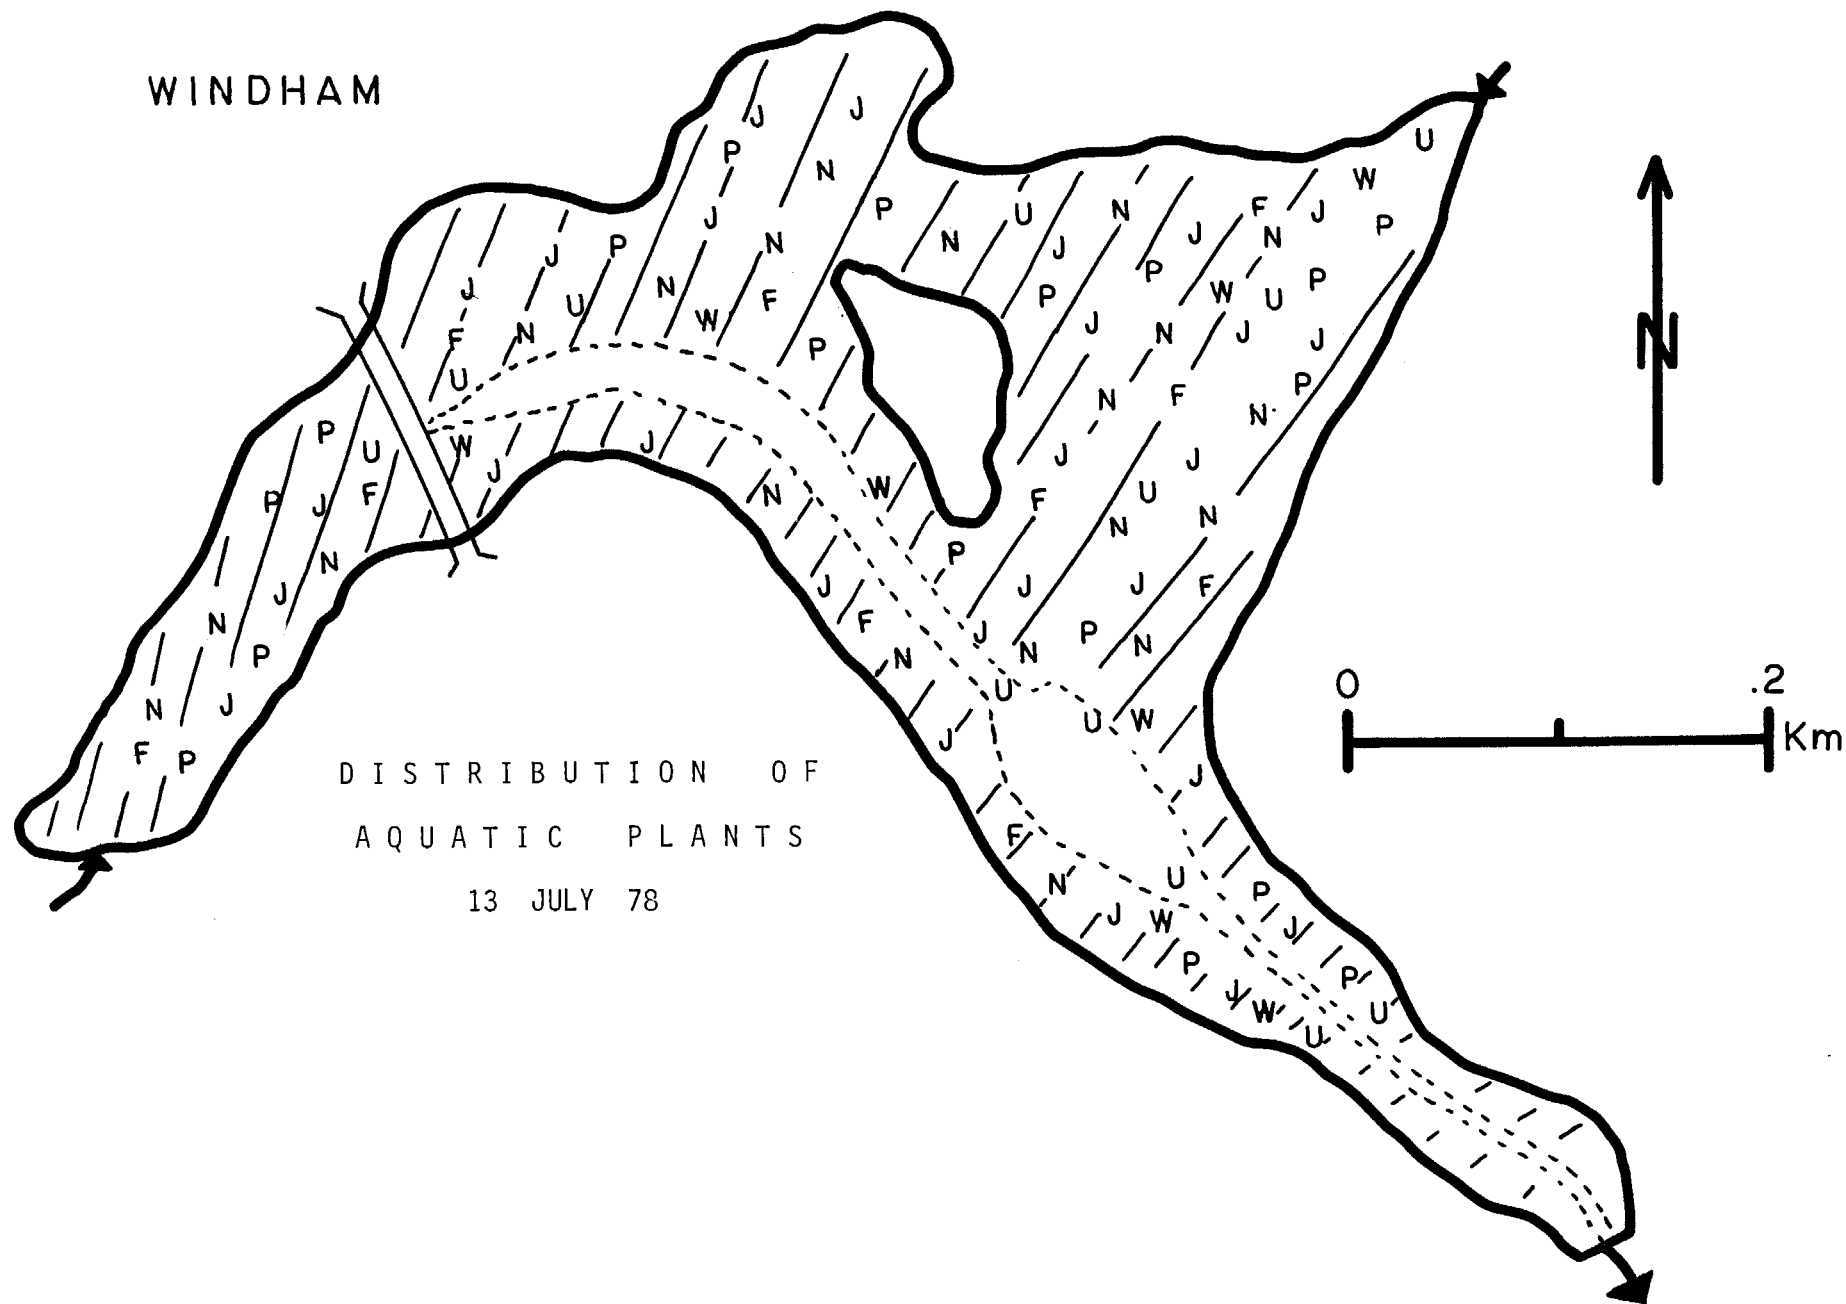 WINDHAM
J J
P U
N W
J P U N F J P
J P N N J N
J U N W F P P P W U P
F N W P J N J J
U N F P
P U W J J N
P J F N W J F N U N N
N P
J J F J J F
N F J N P N
P N U
N J J U W
F P J
F N U P
J W J
P P
J W U U
N
0 .2
Km
DISTRIBUTION OF
AQUATIC PLANTS
13 JULY 78